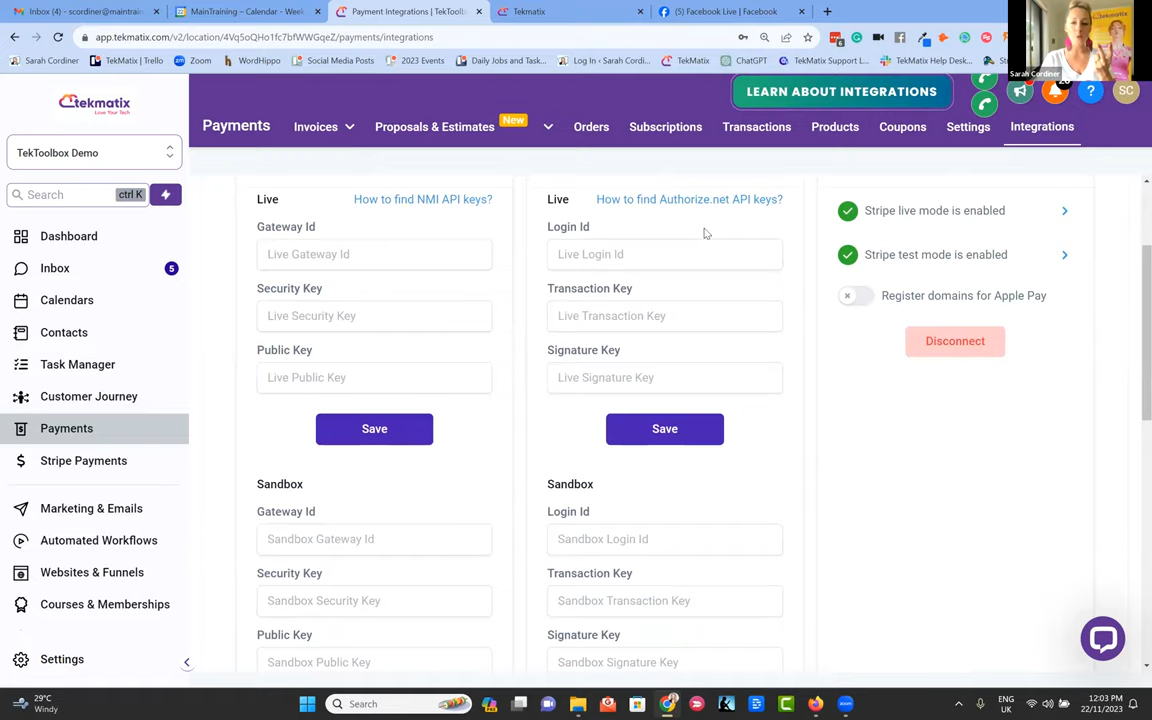 Inbox (4) - scordiner@maintrain
MainTraining – Calendar - Week
Payment Integrations | TekTool
Tekmatix
(5) Facebook Live | Facebook
app.tekmatix.com/v2/location/4Vq5oQHo1fc7bfWWGqeZ/payments/integrations
Sarah Cordiner
TekMatix | Trello
Zoom
WordHippo
Social Media Posts
2023 Events
Daily Jobs and Task...
Log In ‹ Sarah Cordi...
TekMatix
ChatGPT
TekMatix Support L...
TekMatix Help Desk...
Sarah Cordiner
tekmatix
Love Your Tech
LEARN ABOUT INTEGRATIONS
SC
Payments
Invoices
Proposals & Estimates
New
Orders
Subscriptions
Transactions
Products
Coupons
Settings
Integrations
TekToolbox Demo
Search
ctrl K
Dashboard
Inbox
5
Calendars
Contacts
Task Manager
Customer Journey
Payments
Stripe Payments
Marketing & Emails
Automated Workflows
Websites & Funnels
Courses & Memberships
Settings
Live
How to find NMI API keys?
Gateway Id
Live Gateway Id
Security Key
Live Security Key
Public Key
Live Public Key
Save
Sandbox
Gateway Id
Sandbox Gateway Id
Security Key
Sandbox Security Key
Public Key
Sandbox Public Key
Live
How to find Authorize.net API keys?
Login Id
Live Login Id
Transaction Key
Live Transaction Key
Signature Key
Live Signature Key
Save
Sandbox
Login Id
Sandbox Login Id
Transaction Key
Sandbox Transaction Key
Signature Key
Sandbox Signature Key
Stripe live mode is enabled
Stripe test mode is enabled
Register domains for Apple Pay
Disconnect
29°C
Windy
Search
ENG
UK
12:03 PM
22/11/2023